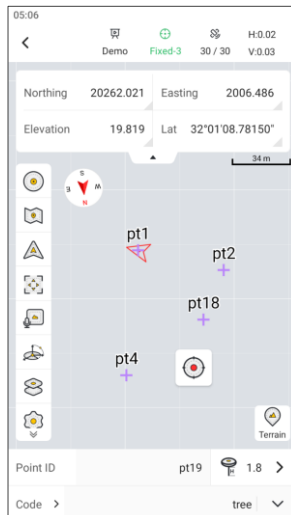 05:06
H:0.02
Demo Fixed-3 30 / 30 V:0.03
Northing 20262.021 Easting 2006.486
Elevation 19.819 Lat 32°01'08.78150"
34 m
S
E W
N
pt1
pt2
pt18
pt4
Terrain
Point ID pt19 1.8 >
Code > tree